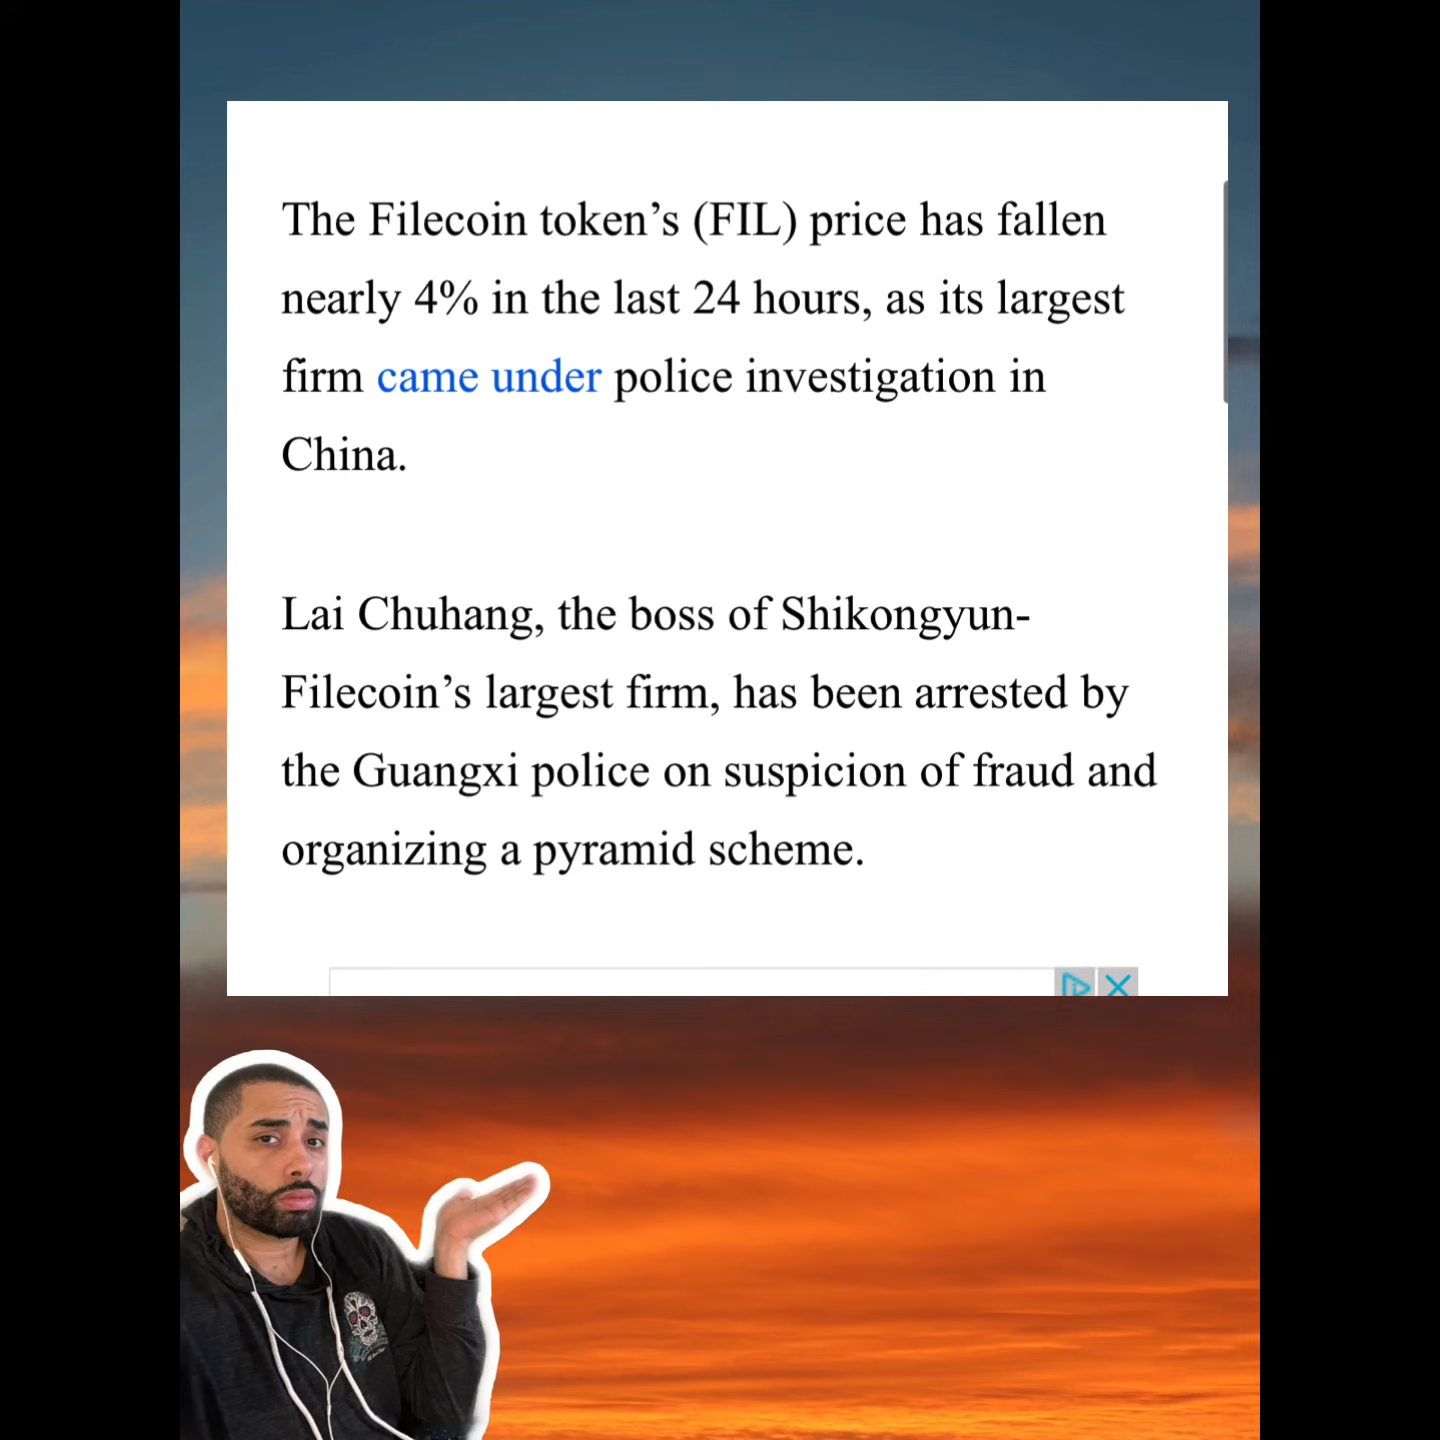 The Filecoin token’s (FIL) price has fallen
nearly 4% in the last 24 hours, as its largest
firm came under police investigation in
China.
Lai Chuhang, the boss of Shikongyun-
Filecoin’s largest firm, has been arrested by
the Guangxi police on suspicion of fraud and
organizing a pyramid scheme.